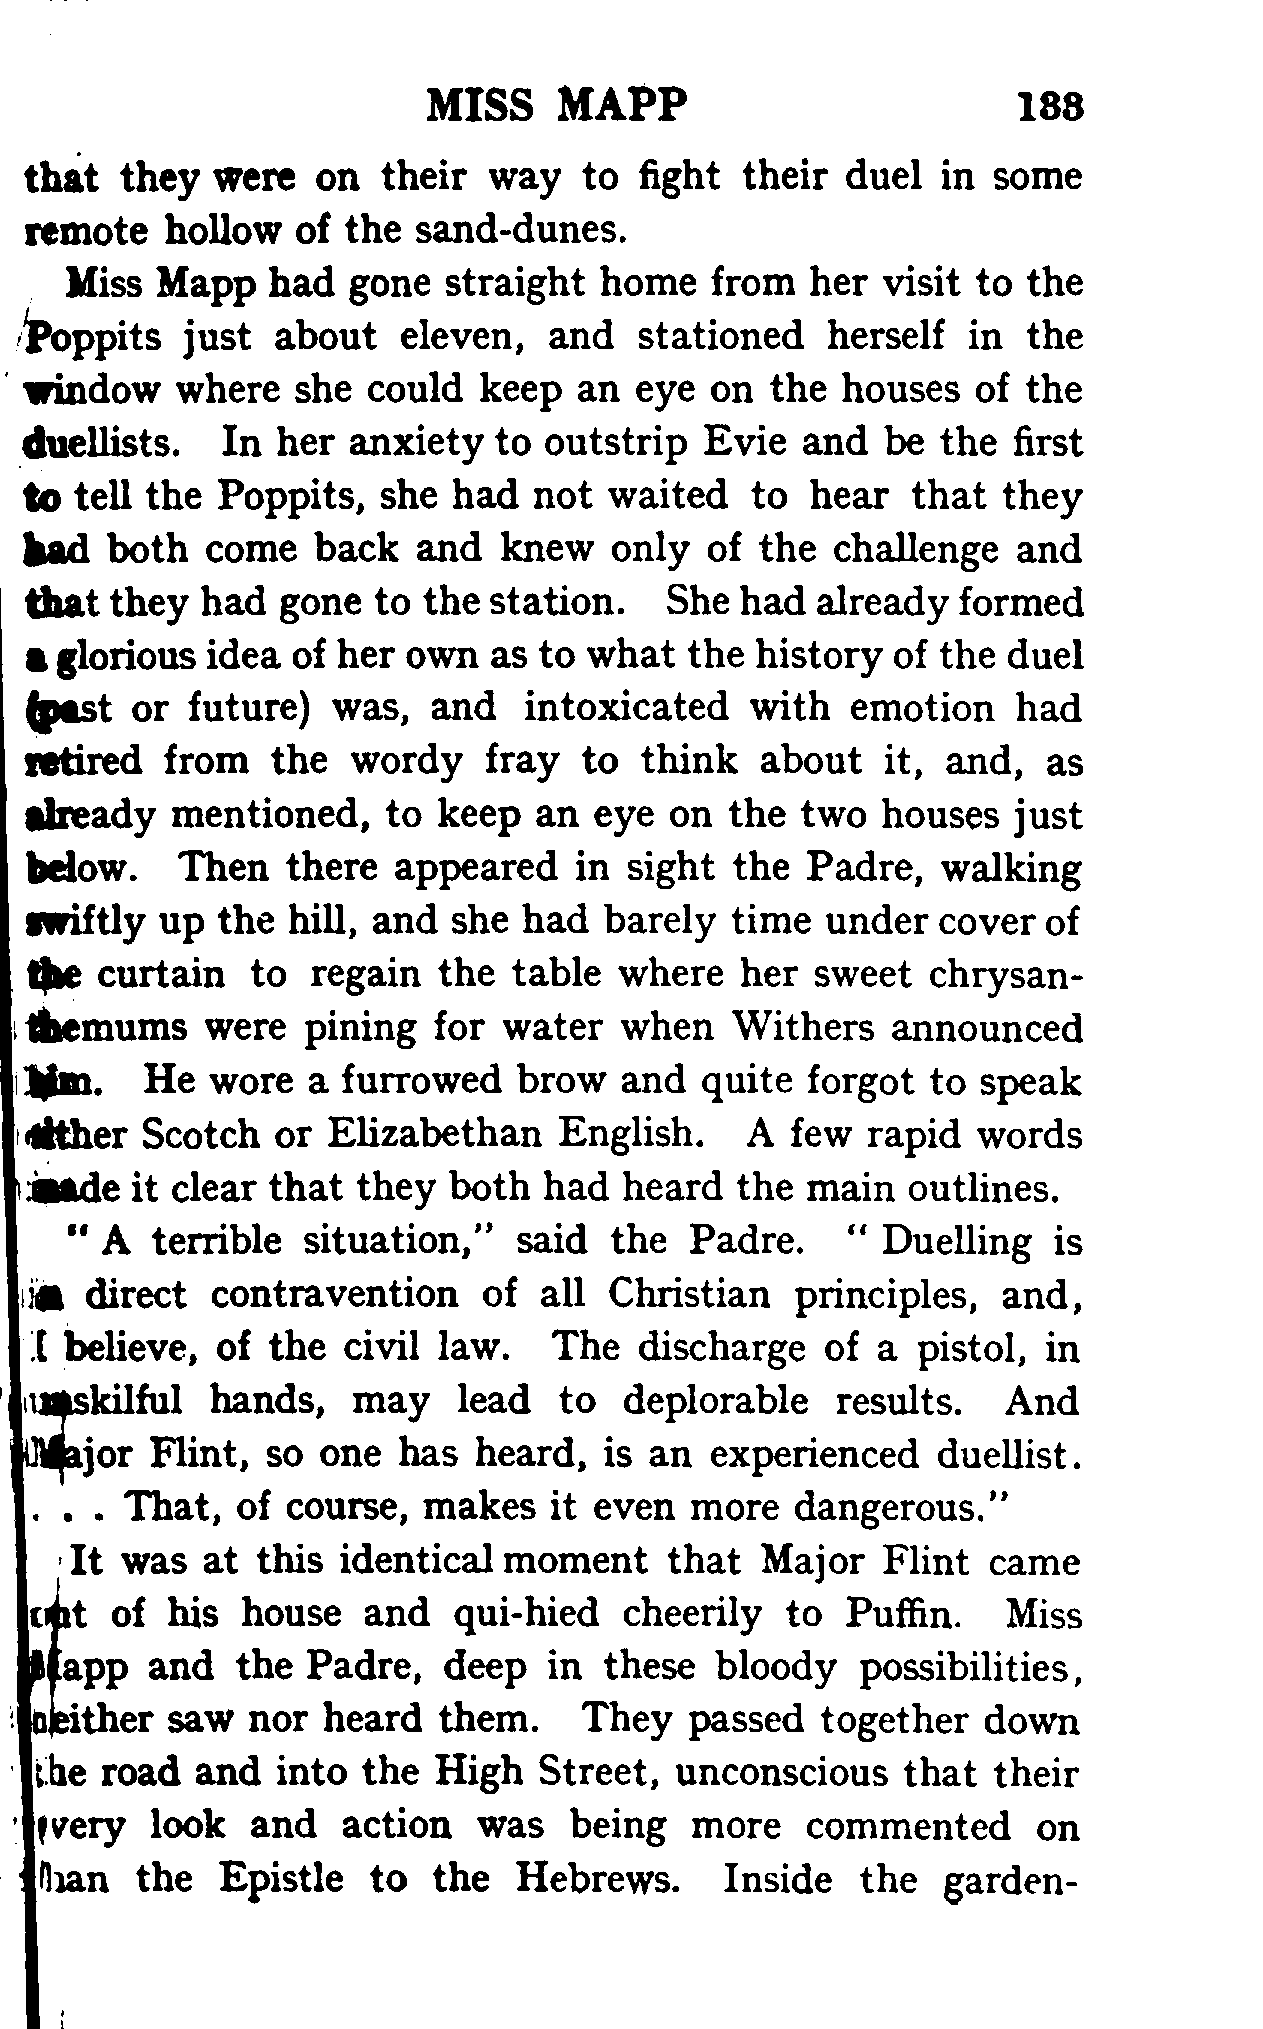 MISS MAPP 133
that they were on their way to fight their duel in some
remote hollow of the sand-dunes.
Miss Mapp had gone straight home from her visit to the
Poppits just about eleven, and stationed herself in the
window where she could keep an eye on the houses of the
duellists. In her anxiety to outstrip Evie and be the first
to tell the Poppits, she had not waited to hear that they
had both come back and knew only of the challenge and
that they had gone to the station. She had already formed
a glorious idea of her own as to what the history of the duel
(past or future) was, and intoxicated with emotion had
retired from the wordy fray to think about it, and, as
already mentioned, to keep an eye on the two houses just
below. Then there appeared in sight the Padre, walking
swiftly up the hill, and she had barely time under cover of
the curtain to regain the table where her sweet chrysan-
themums were pining for water when Withers announced
him. He wore a furrowed brow and quite forgot to speak
either Scotch or Elizabethan English. A few rapid words
made it clear that they both had heard the main outlines.
" A terrible situation," said the Padre. " Duelling is
in direct contravention of all Christian principles, and,
I believe, of the civil law. The discharge of a pistol, in
unskilful hands, may lead to deplorable results. And
Major Flint, so one has heard, is an experienced duellist.
. . . That, of course, makes it even more dangerous."
It was at this identical moment that Major Flint came
out of his house and qui-hied cheerily to Puffin. Miss
Mapp and the Padre, deep in these bloody possibilities,
neither saw nor heard them. They passed together down
the road and into the High Street, unconscious that their
very look and action was being more commented on
than the Epistle to the Hebrews. Inside the garden-